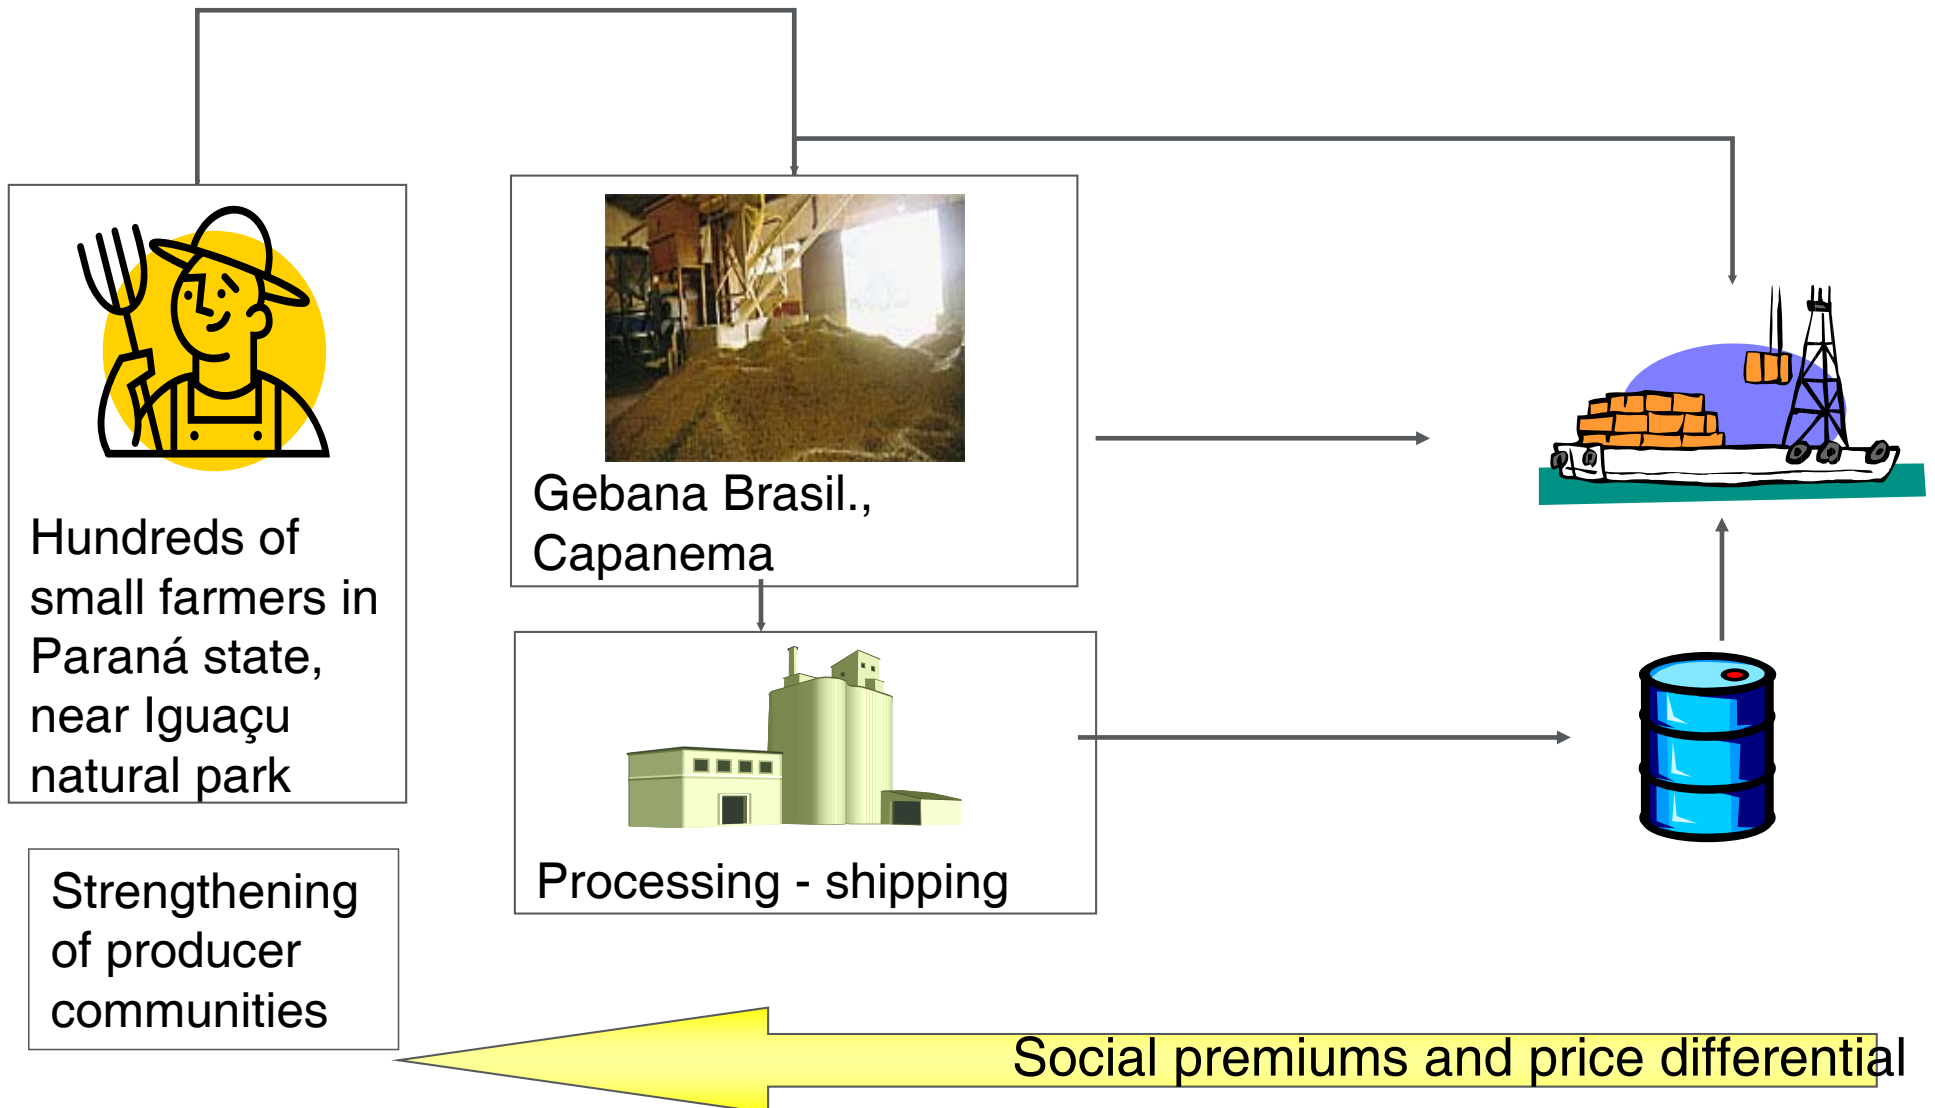 Hundreds of
small farmers in
Paraná state,
near Iguaçu
natural park
Gebana Brasil.,
Capanema
Processing - shipping
Strengthening
of producer
communities
Social premiums and price differential